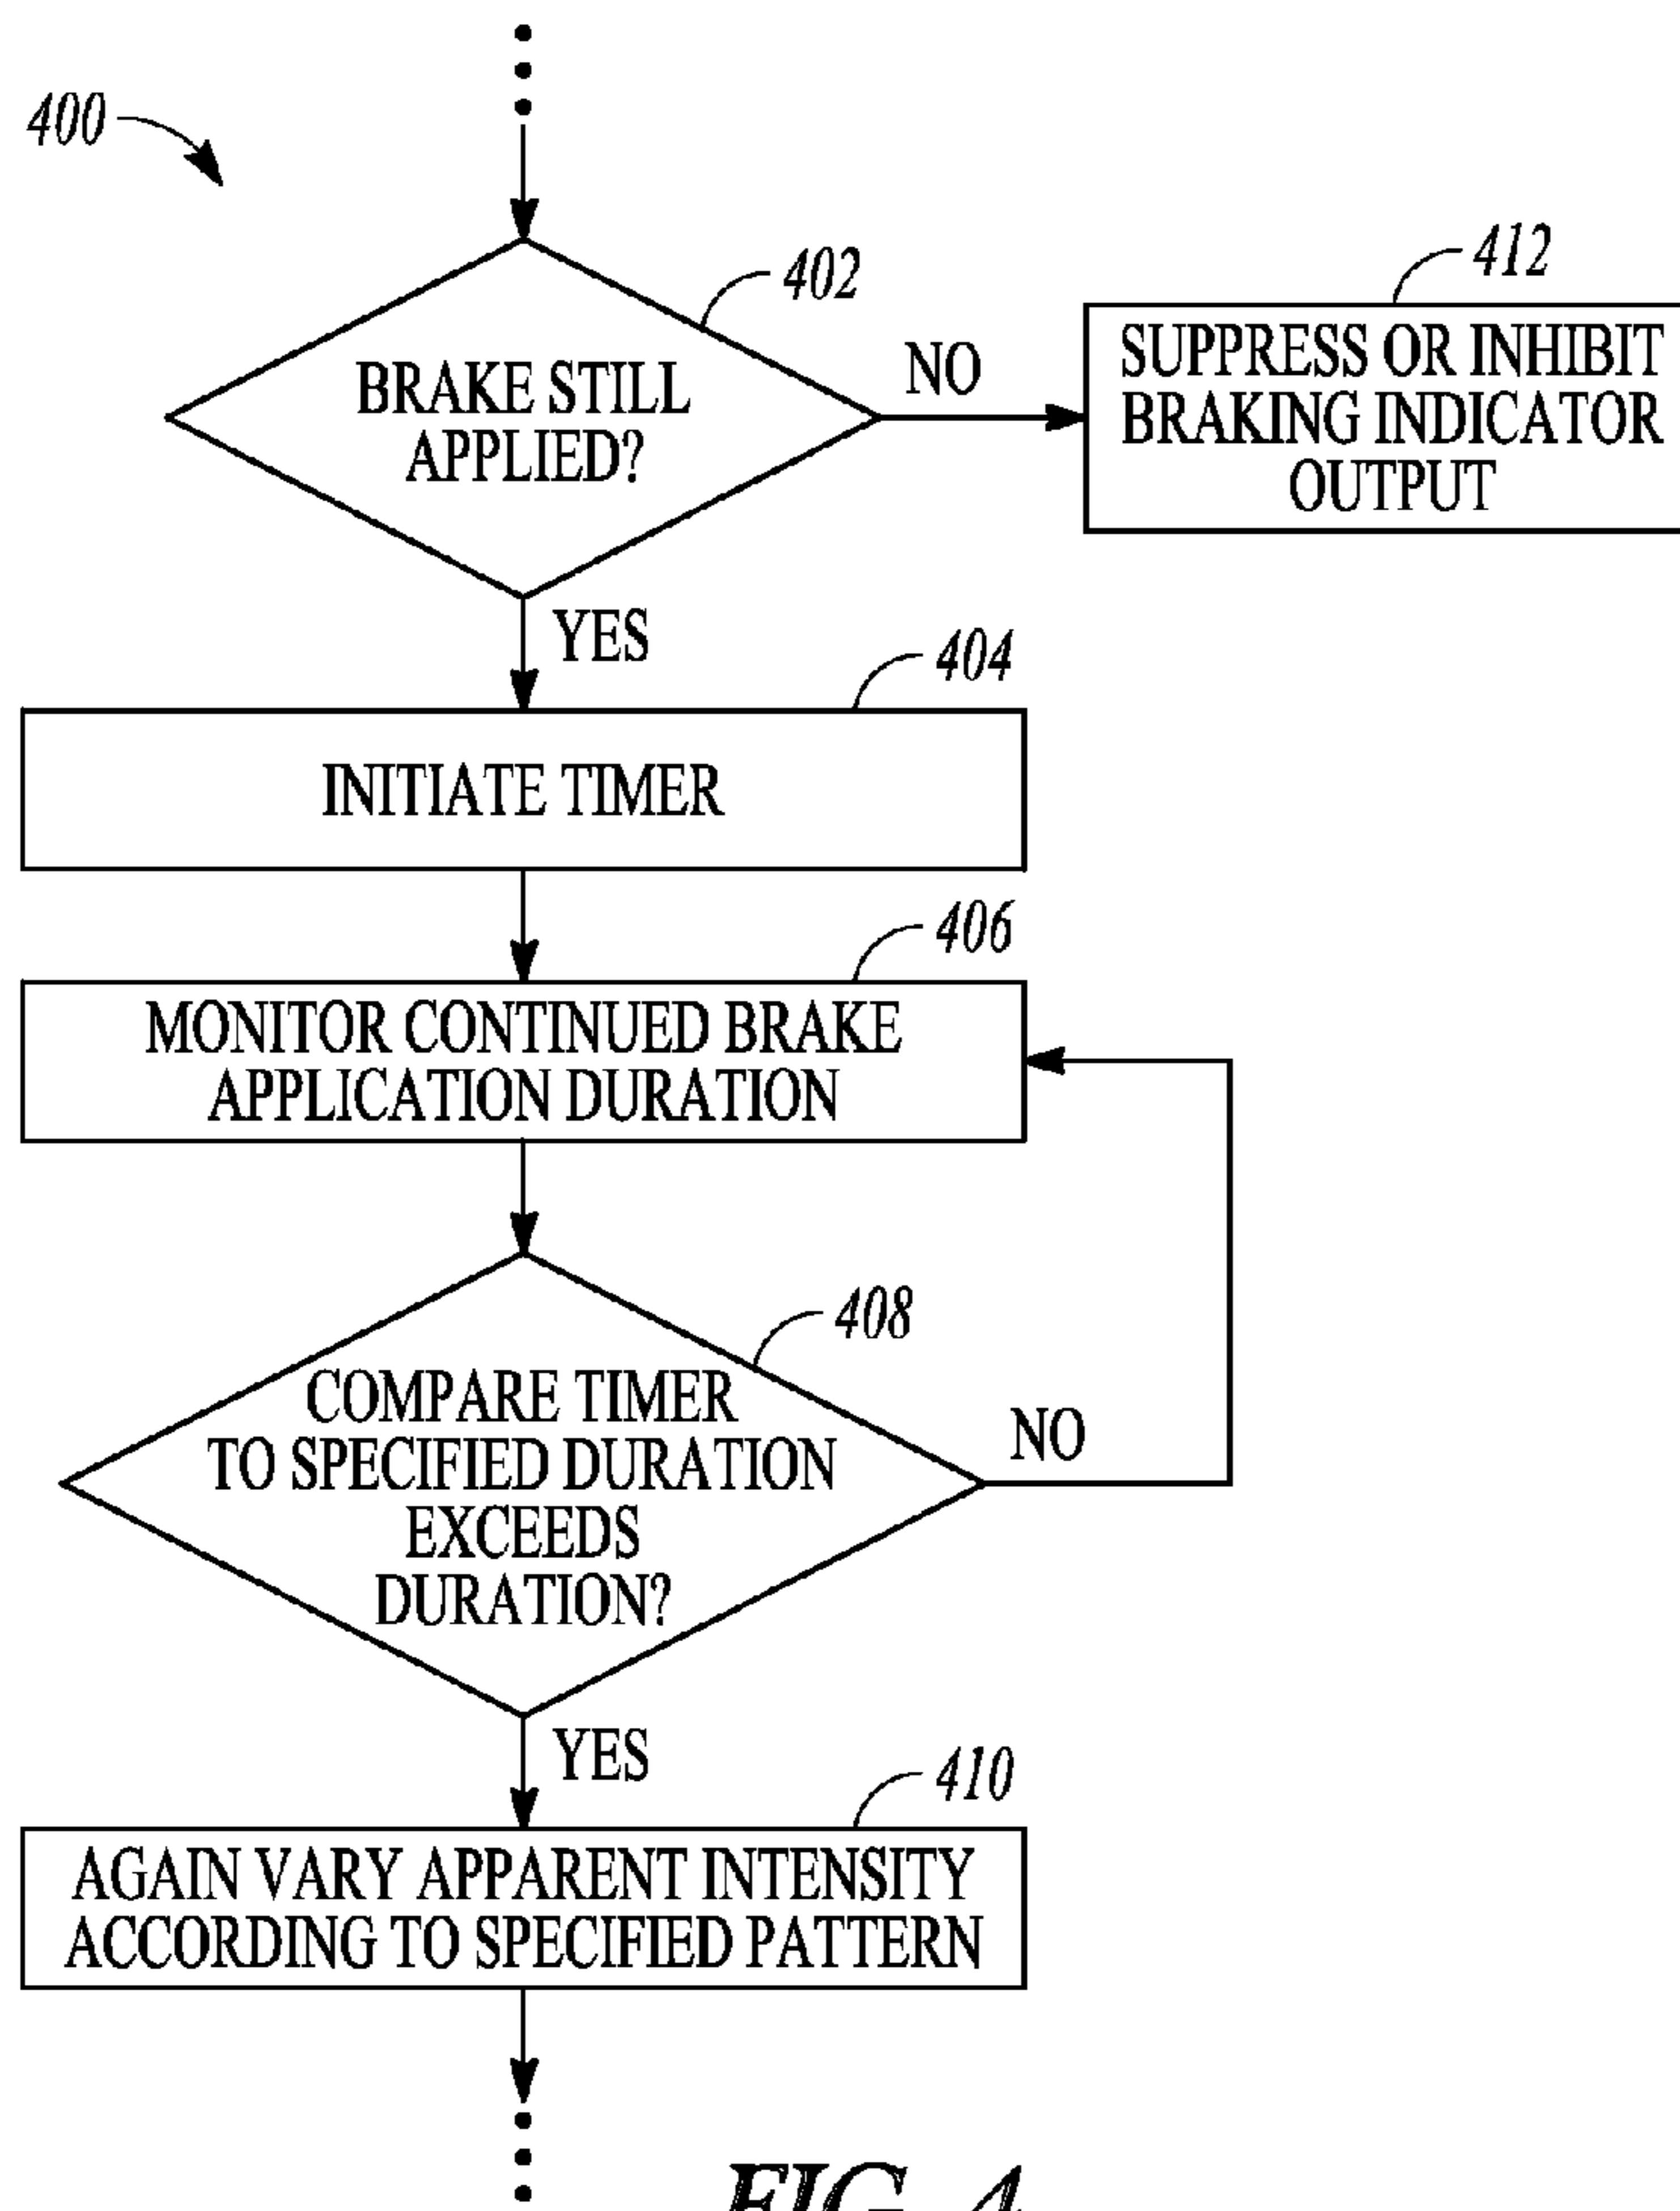 400
402
BRAKE STILL
APPLIED?
NO
412
SUPPRESS OR INHIBIT
BRAKING INDICATOR
OUTPUT
YES
404
INITIATE TIMER
406
MONITOR CONTINUED BRAKE
APPLICATION DURATION
408
COMPARE TIMER
TO SPECIFIED DURATION
EXCEEDS
DURATION?
NO
YES
410
AGAIN VARY APPARENT INTENSITY
ACCORDING TO SPECIFIED PATTERN
FIG. 4